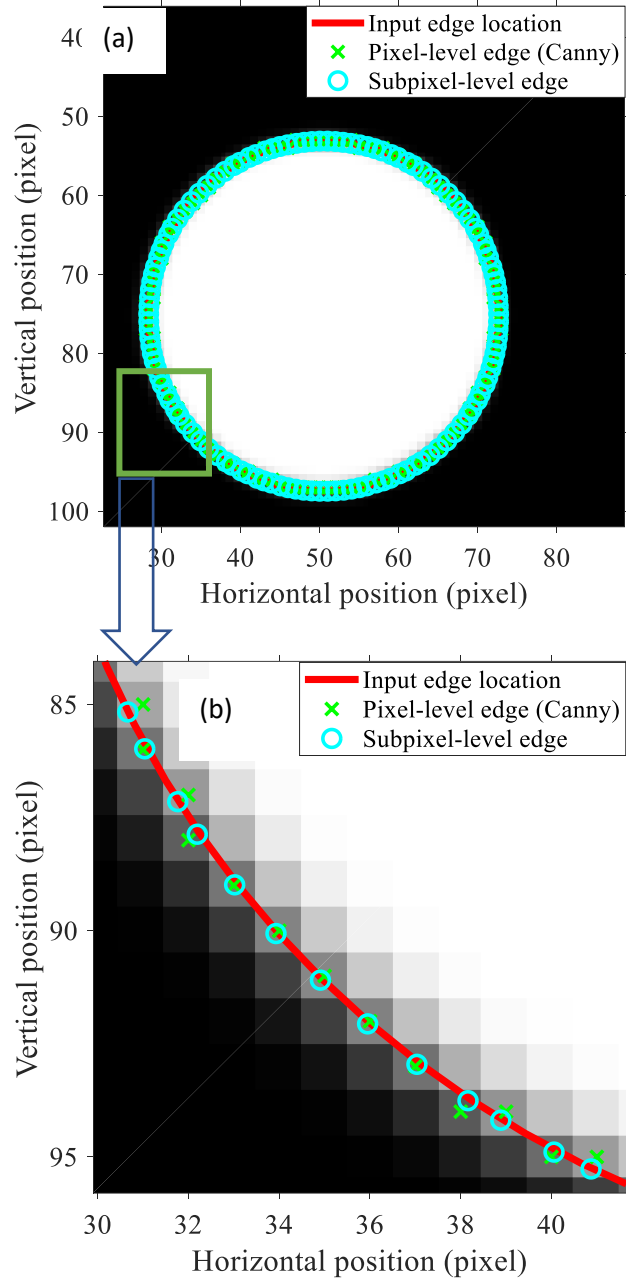 (a)
Input edge location
Pixel-level edge (Canny)
Subpixel-level edge
Vertical position (pixel)
50
60
70
80
90
100
30 40 50 60 70 80
Horizontal position (pixel)
(b)
Input edge location
Pixel-level edge (Canny)
Subpixel-level edge
Vertical position (pixel)
85
90
95
30 32 34 36 38 40
Horizontal position (pixel)